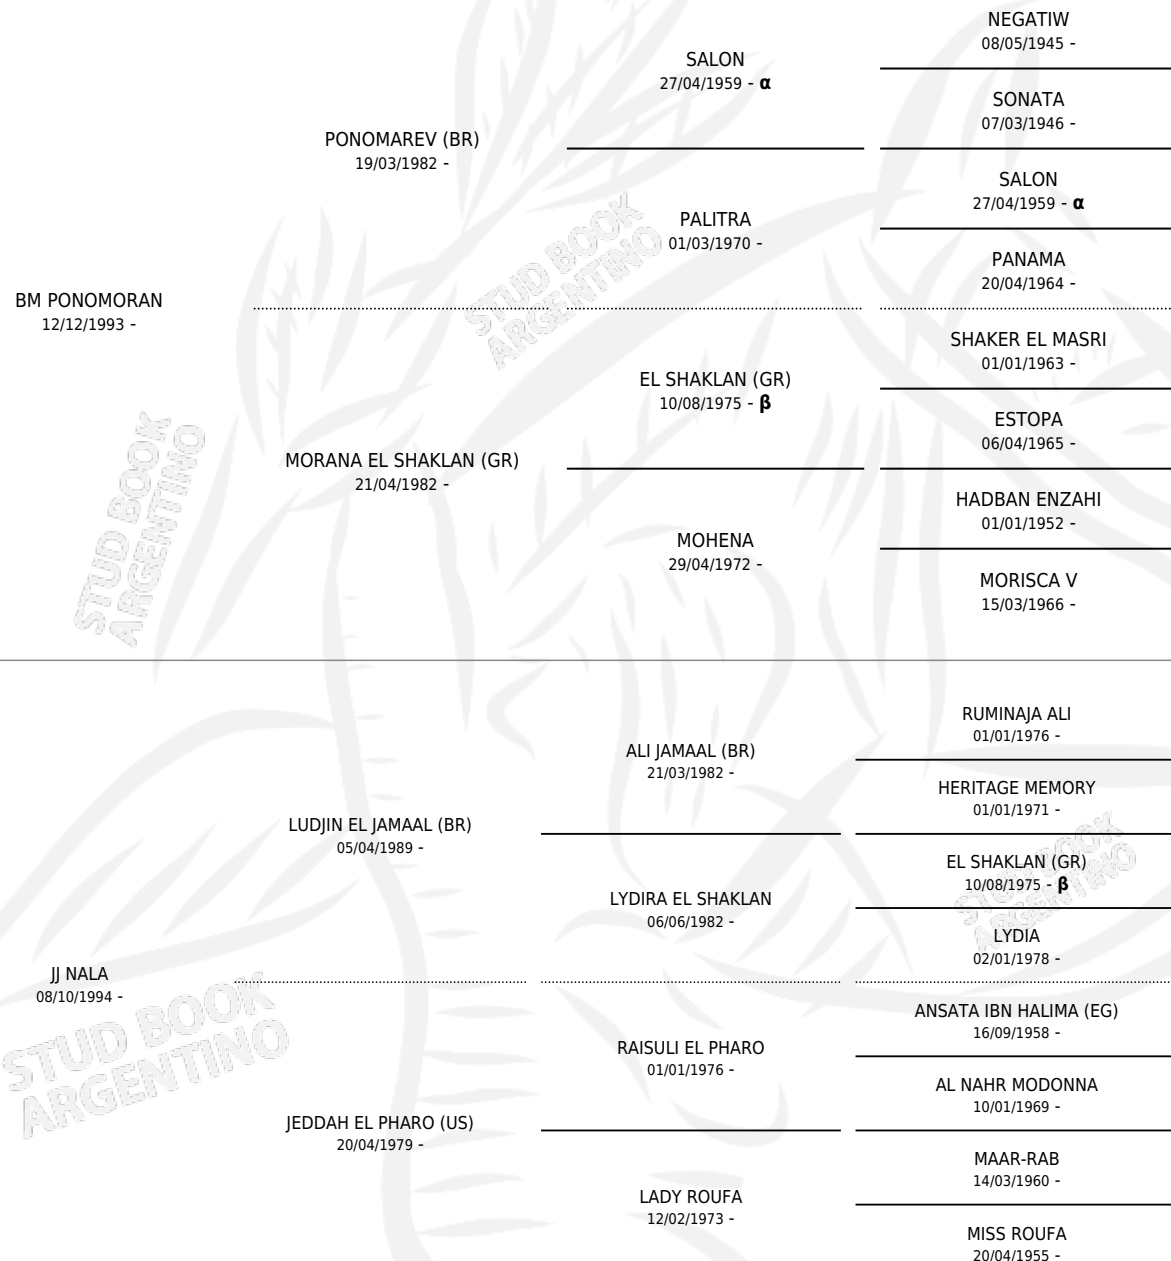 NEGATIW
08/05/1945 -
SALON
27/04/1959 - α
SONATA
07/03/1946 -
PONOMAREV (BR)
19/03/1982 -
SALON
27/04/1959 - α
PALITRA
01/03/1970 -
PANAMA
20/04/1964 -
BM PONOMORAN
12/12/1993 -
SHAKER EL MASRI
01/01/1963 -
EL SHAKLAN (GR)
10/08/1975 - β
ESTOPA
06/04/1965 -
MORANA EL SHAKLAN (GR)
21/04/1982 -
HADBAN ENZAHI
01/01/1952 -
MOHENA
29/04/1972 -
MORISCA V
15/03/1966 -
RUMINAJA ALI
01/01/1976 -
ALI JAMAAL (BR)
21/03/1982 -
HERITAGE MEMORY
01/01/1971 -
LUDJIN EL JAMAAL (BR)
05/04/1989 -
EL SHAKLAN (GR)
10/08/1975 - β
LYDIRA EL SHAKLAN
06/06/1982 -
LYDIA
02/01/1978 -
JJ NALA
08/10/1994 -
ANSATA IBN HALIMA (EG)
16/09/1958 -
RAISULI EL PHARO
01/01/1976 -
AL NAHR MODONNA
10/01/1969 -
JEDDAH EL PHARO (US)
20/04/1979 -
MAAR-RAB
14/03/1960 -
LADY ROUFA
12/02/1973 -
MISS ROUFA
20/04/1955 -
STUD BOOK
ARGENTINO
STUD BOOK
ARGENTINO
STUD BOOK
ARGENTINO
STUD BOOK
ARGENTINO